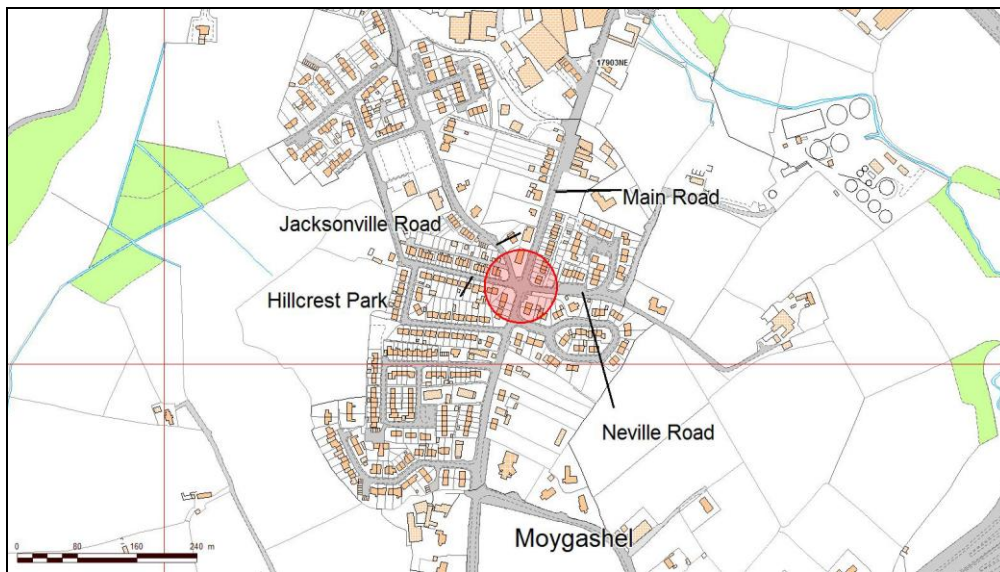 17903NE
Main Road
Jacksonville Road
Hillcrest Park
Neville Road
Moygashel
0 80 160 240 m